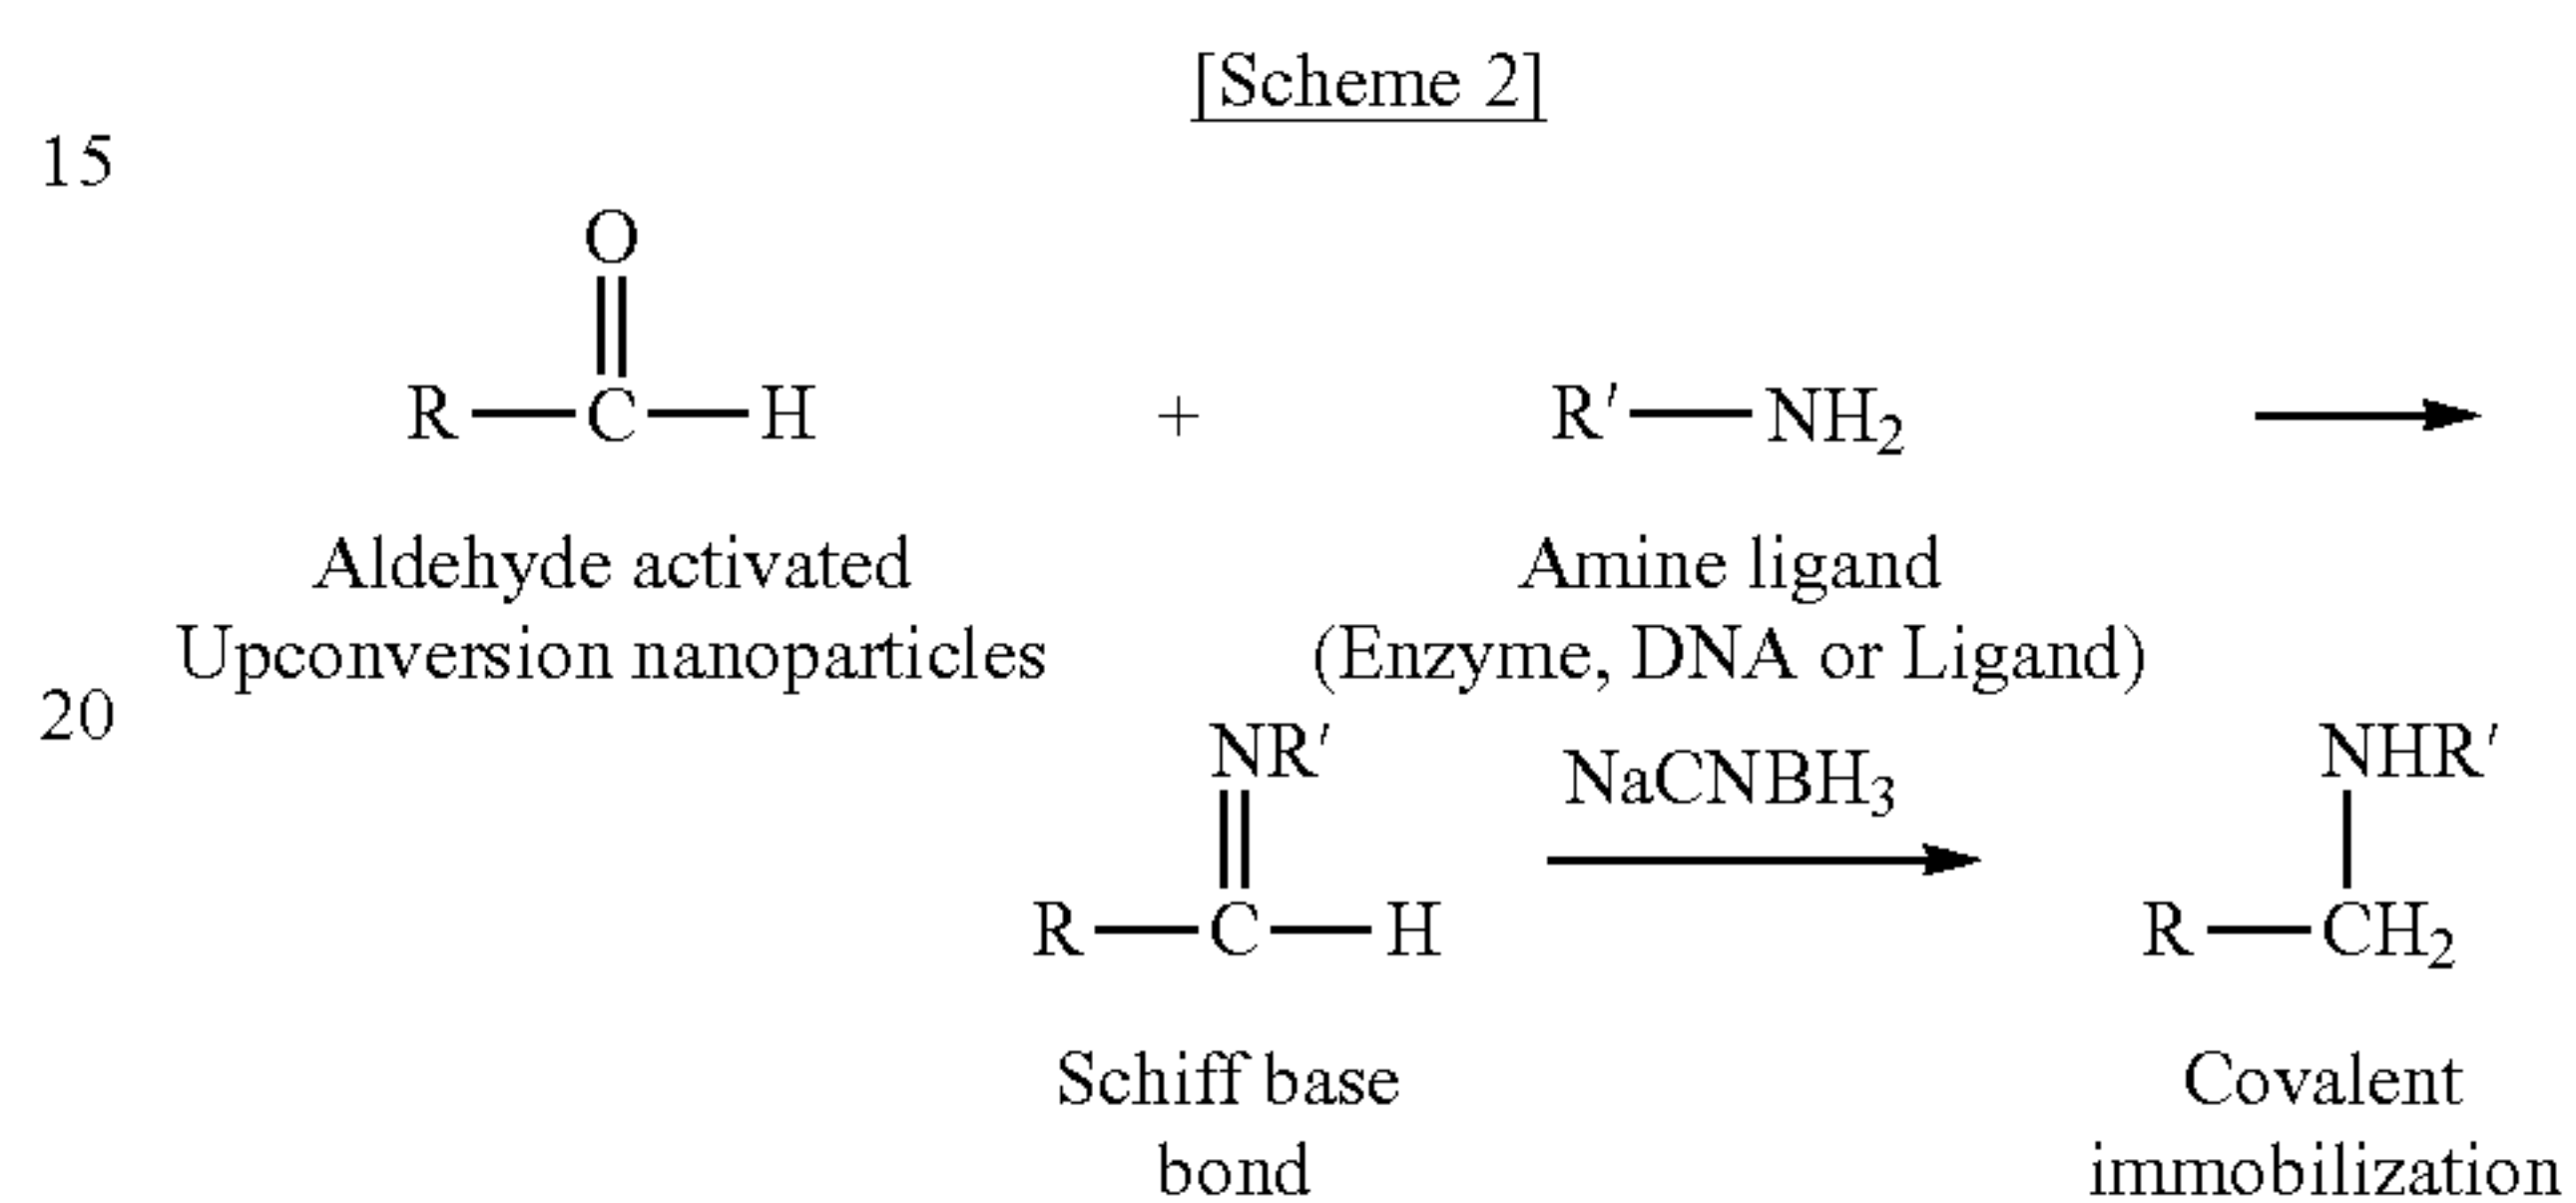 [Scheme 2]
15
O
R—C—H + R′—NH₂
Aldehyde activated Amine ligand
Upconversion nanoparticles (Enzyme, DNA or Ligand)
20
NR′ NaCNBH₃ NHR′
R—C—H R—CH₂
Schiff base Covalent
bond immobilization